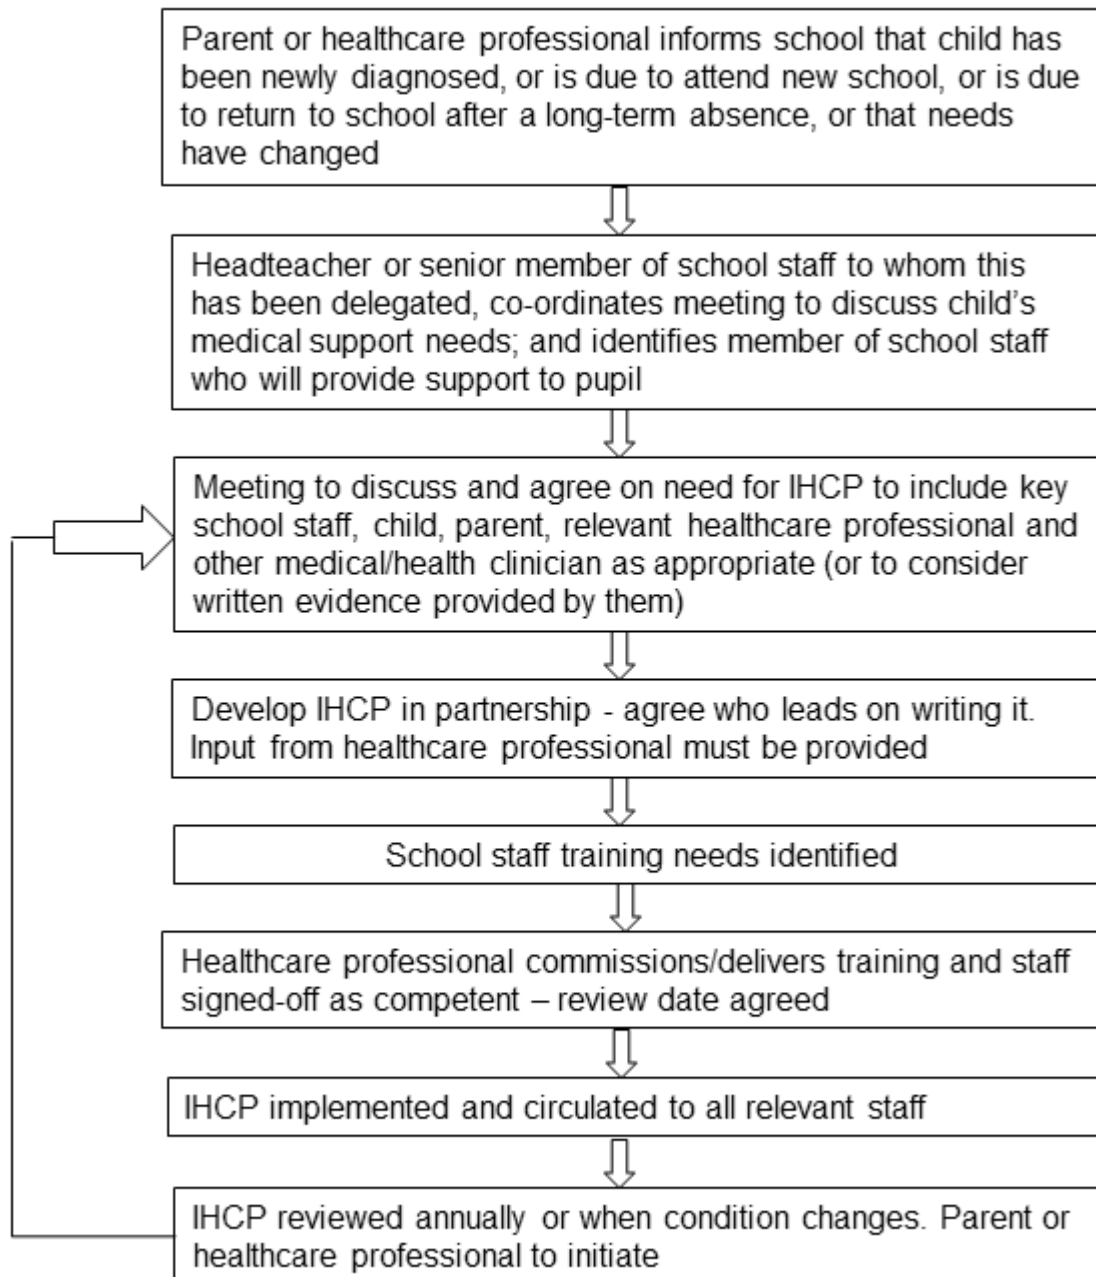 Parent or healthcare professional informs school that child has
been newly diagnosed, or is due to attend new school, or is due
to return to school after a long-term absence, or that needs
have changed
Headteacher or senior member of school staff to whom this
has been delegated, co-ordinates meeting to discuss child’s
medical support needs; and identifies member of school staff
who will provide support to pupil
Meeting to discuss and agree on need for IHCP to include key
school staff, child, parent, relevant healthcare professional and
other medical/health clinician as appropriate (or to consider
written evidence provided by them)
Develop IHCP in partnership - agree who leads on writing it.
Input from healthcare professional must be provided
School staff training needs identified
Healthcare professional commissions/delivers training and staff
signed-off as competent – review date agreed
IHCP implemented and circulated to all relevant staff
IHCP reviewed annually or when condition changes. Parent or
healthcare professional to initiate